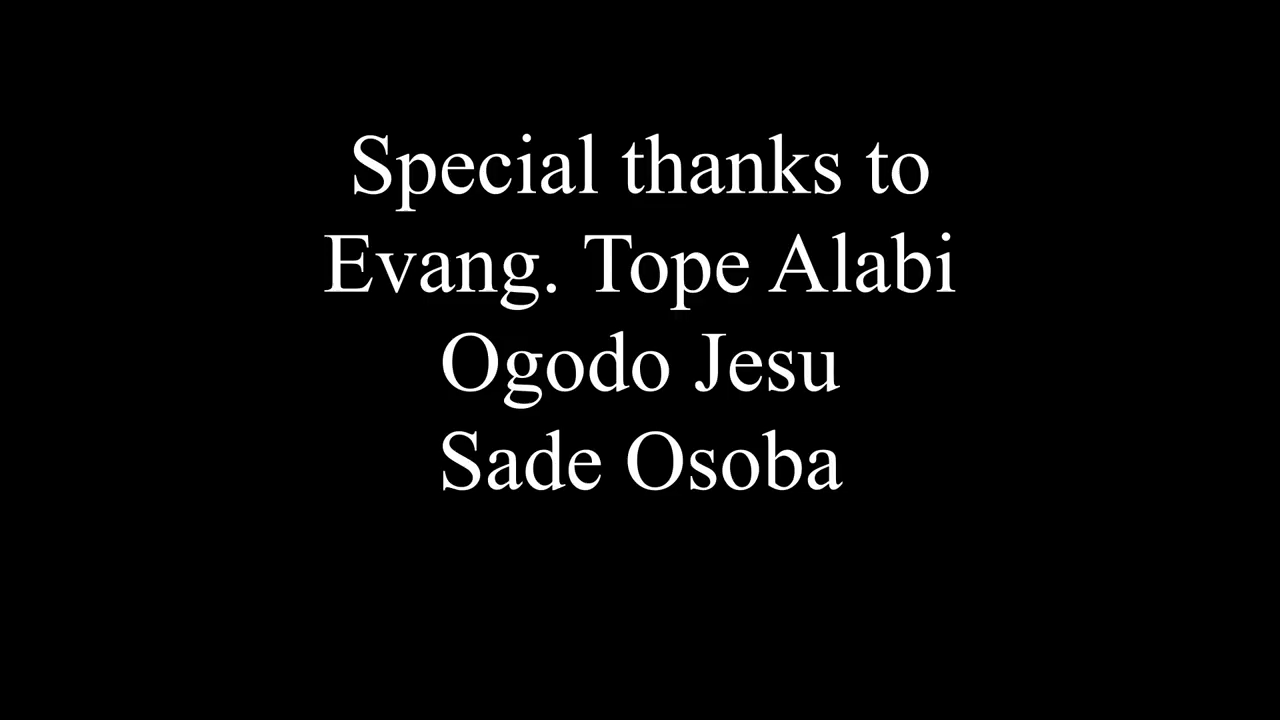 Special thanks to
Evang. Tope Alabi
Ogodo Jesu
Sade Osoba